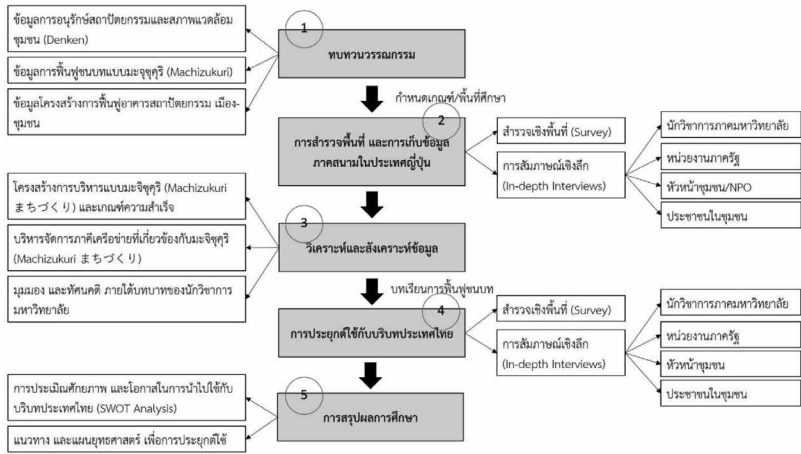 1
ข้อมูลการอนุรักษ์สถาปัตยกรรมและสภาพแวดล้อม
ชุมชน (Denken)
ข้อมูลการฟื้นฟูชนบทแบบมะจุซุคุริ (Machizukuri)
ข้อมูลโครงสร้างการฟื้นฟูอาคารสถาปัตยกรรม เมือง-
ชุมชน
ทบทวนวรรณกรรม
กำหนดเกณฑ์/พื้นที่ศึกษา
2
การสำรวจพื้นที่ และการเก็บข้อมูล
ภาคสนามในประเทศญี่ปุ่น
สำรวจเชิงพื้นที่ (Survey)
การสัมภาษณ์เชิงลึก
(In-depth Interviews)
นักวิชาการภาคมหาวิทยาลัย
หน่วยงานภาครัฐ
หัวหน้าชุมชน/NPO
ประชาชนในชุมชน
3
โครงสร้างการบริหารแบบมะจิซุคุริ (Machizukuri
まちづくり) และเกณฑ์ความสำเร็จ
บริหารจัดการภาคีเครือข่ายที่เกี่ยวข้องกับมะจิซุคุริ
(Machizukuri まちづくり)
มุมมอง และทัศนคติ ภายใต้บทบาทของนักวิชาการ
มหาวิทยาลัย
วิเคราะห์และสังเคราะห์ข้อมูล
บทเรียนการฟื้นฟูชนบท
4
การประยุกต์ใช้กับบริบทประเทศไทย
สำรวจเชิงพื้นที่ (Survey)
การสัมภาษณ์เชิงลึก
(In-depth Interviews)
นักวิชาการภาคมหาวิทยาลัย
หน่วยงานภาครัฐ
หัวหน้าชุมชน
ประชาชนในชุมชน
5
การประเมิณศักยภาพ และโอกาสในการนำไปใช้กับ
บริบทประเทศไทย (SWOT Analysis)
แนวทาง และแผนยุทธศาสตร์ เพื่อการประยุกต์ใช้
การสรุปผลการศึกษา